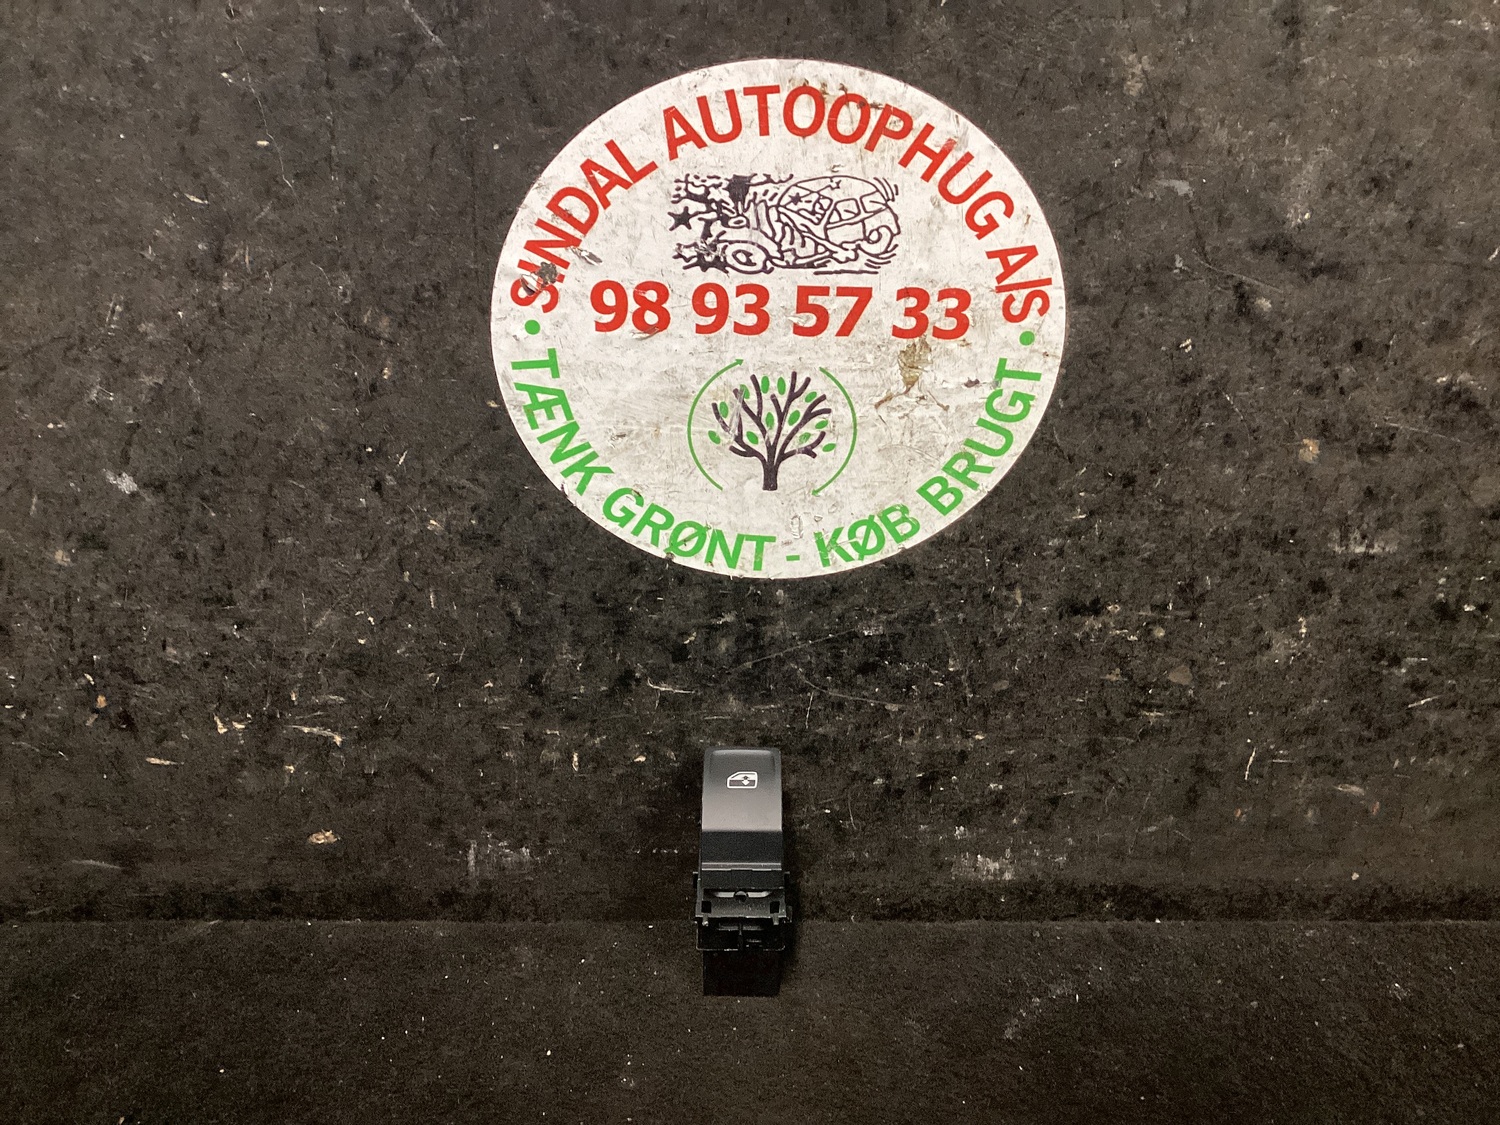 SINDAL AUTOOPHUG A/S
98 93 57 33
• TÆNK GRØNT - KØB BRUGT •